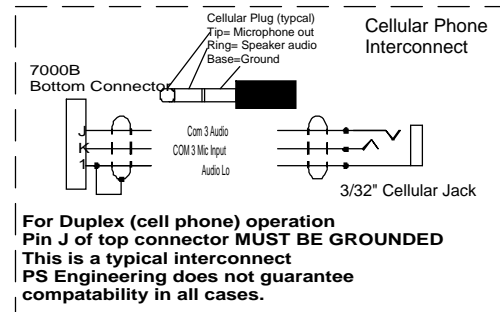 Cellular Plug (typcal)
Tip= Microphone out
Ring= Speaker audio
Base=Ground
Cellular Phone
Interconnect
7000B
Bottom Connector
J
Com 3 Audio
K
COM 3 Mic Input
1
Audio Lo
3/32" Cellular Jack
For Duplex (cell phone) operation
Pin J of top connector MUST BE GROUNDED
This is a typical interconnect
PS Engineering does not guarantee
compatability in all cases.